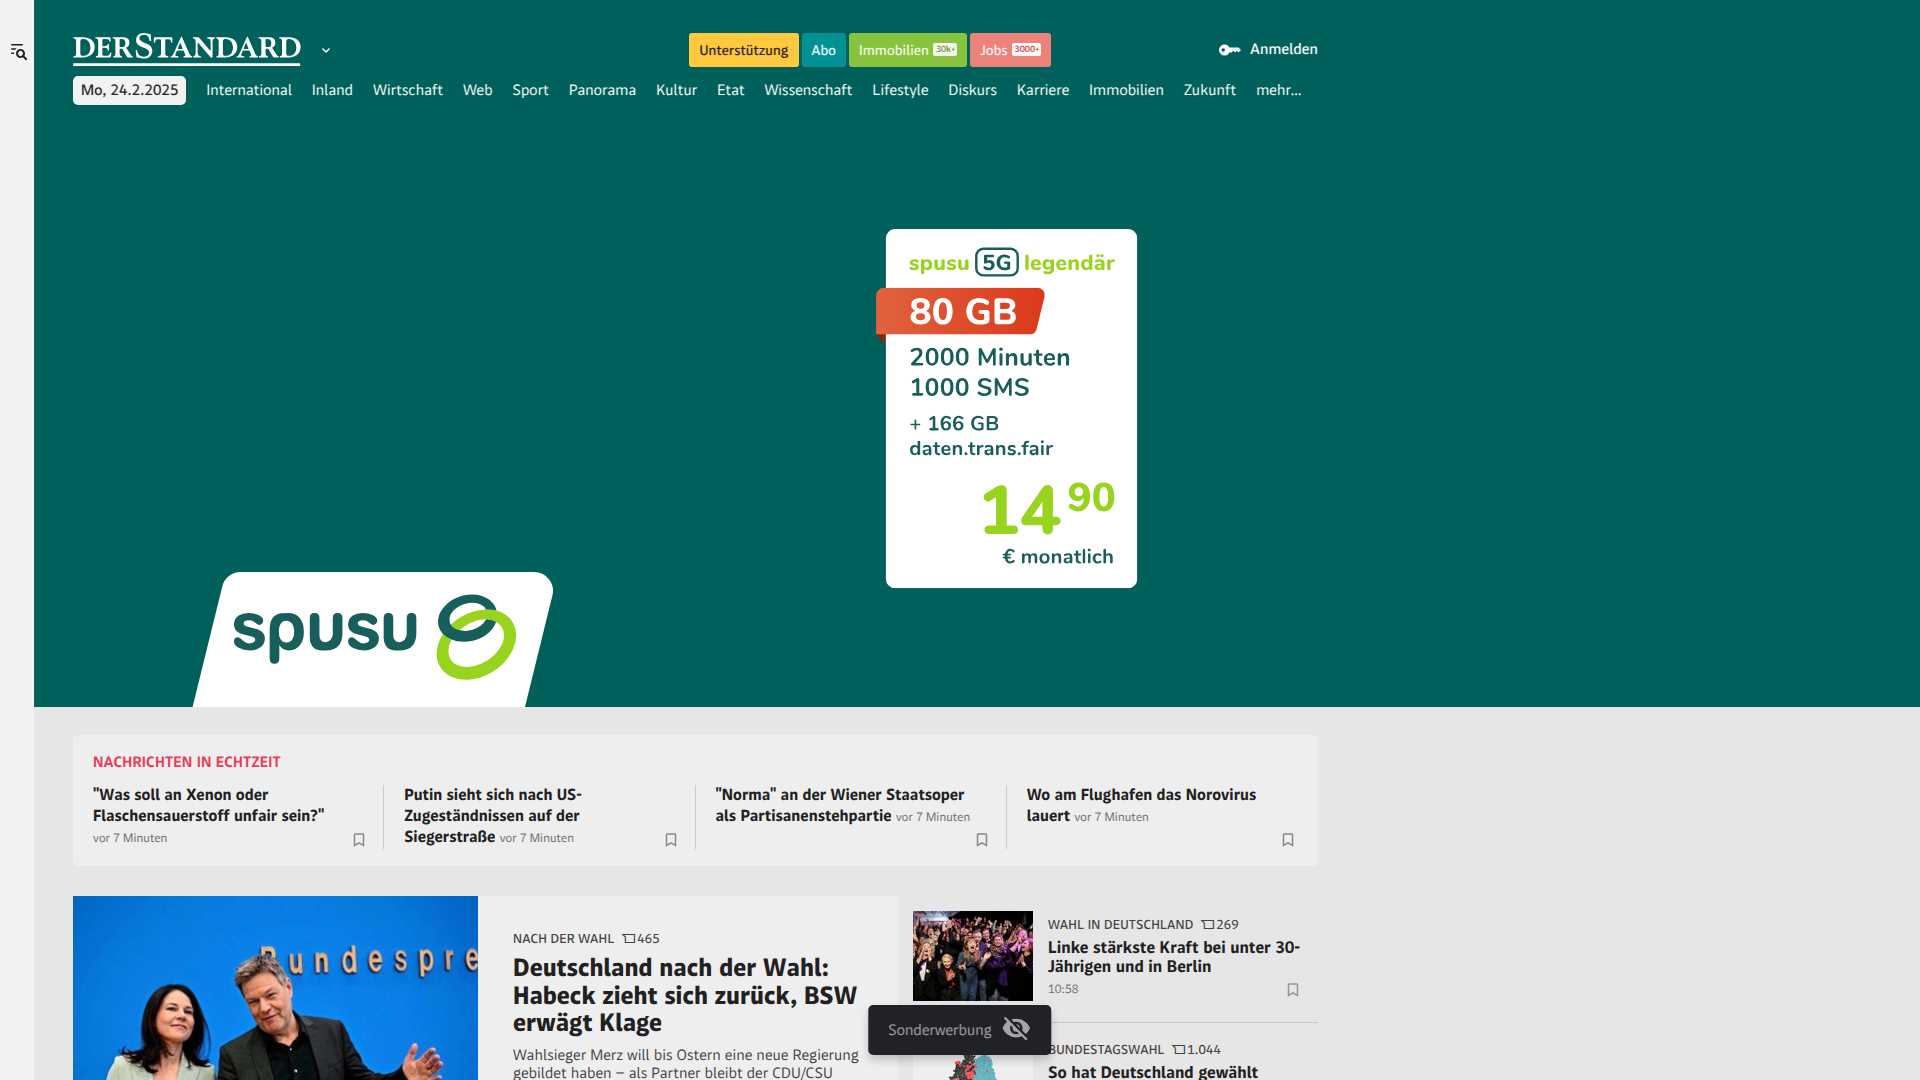 DERSTANDARD
Unterstützung
Abo
Immobilien 30k+
Jobs 3000+
Anmelden
Mo, 24.2.2025
International
Inland
Wirtschaft
Web
Sport
Panorama
Kultur
Etat
Wissenschaft
Lifestyle
Diskurs
Karriere
Immobilien
Zukunft
mehr...
spusu 5G legendär
80 GB
2000 Minuten
1000 SMS
+ 166 GB
daten.trans.fair
14 90
€ monatlich
spusu
NACHRICHTEN IN ECHTZEIT
"Was soll an Xenon oder
Flaschensauerstoff unfair sein?"
vor 7 Minuten
Putin sieht sich nach US-
Zugeständnissen auf der
Siegerstraße vor 7 Minuten
"Norma" an der Wiener Staatsoper
als Partisanenstehpartie vor 7 Minuten
Wo am Flughafen das Norovirus
lauert vor 7 Minuten
Bundespre
NACH DER WAHL 465
Deutschland nach der Wahl:
Habeck zieht sich zurück, BSW
erwägt Klage
Wahlsieger Merz will bis Ostern eine neue Regierung
gebildet haben – als Partner bleibt der CDU/CSU
WAHL IN DEUTSCHLAND 269
Linke stärkste Kraft bei unter 30-
Jährigen und in Berlin
10:58
Sonderwerbung
BUNDESTAGSWAHL 1.044
So hat Deutschland gewählt